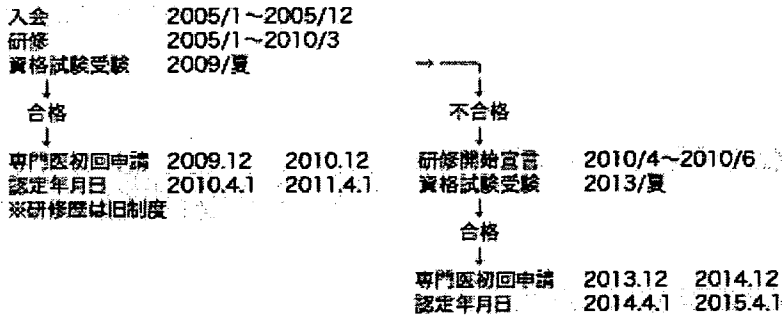 入会 2005/1～2005/12
研修 2005/1～2010/3
資格試験受験 2009/夏 →
↓
合格 不合格
↓
専門医初回申請 2009.12 2010.12
認定年月日 2010.4.1 2011.4.1
※研修歴は旧制度
研修開始宣言 2010/4～2010/6
資格試験受験 2013/夏
↓
合格
↓
専門医初回申請 2013.12 2014.12
認定年月日 2014.4.1 2015.4.1